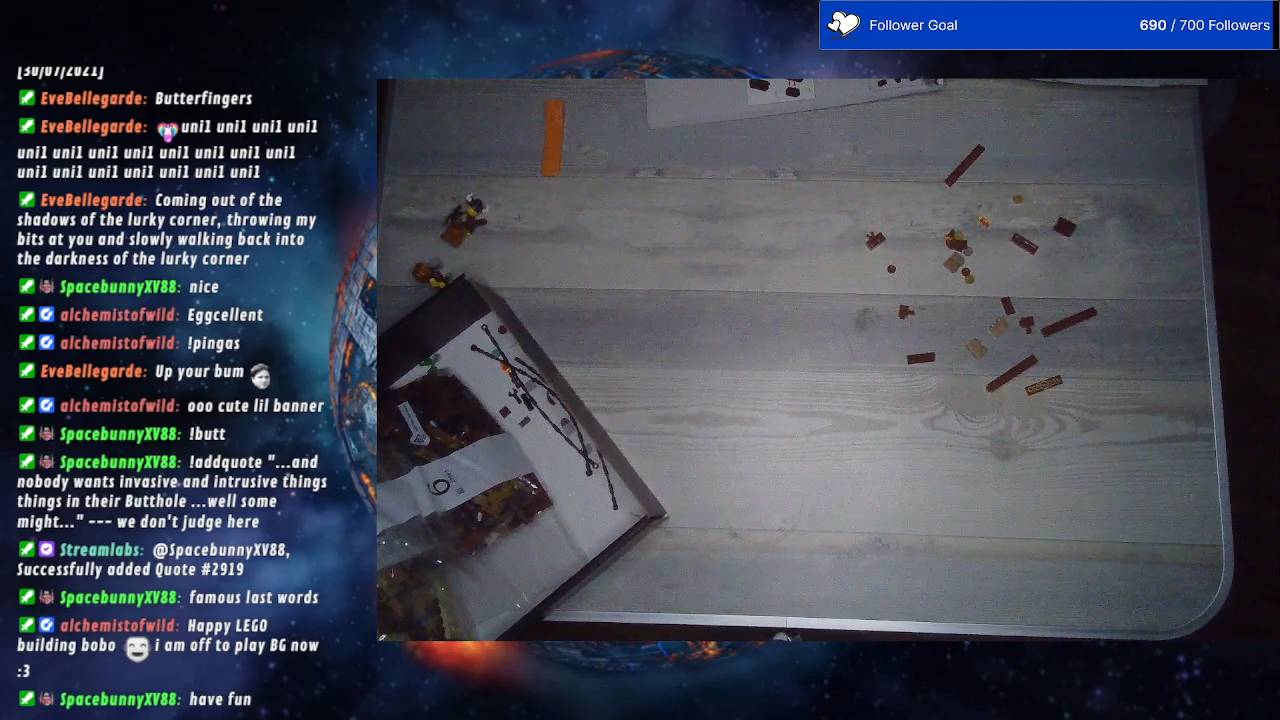 Follower Goal
690 / 700 Followers
[30/07/2021]
EveBellegarde: Butterfingers
EveBellegarde: uni1 uni1 uni1 uni1
uni1 uni1 uni1 uni1 uni1 uni1 uni1 uni1
uni1 uni1 uni1 uni1 uni1 uni1 uni1
EveBellegarde: Coming out of the
shadows of the lurky corner, throwing my
bits at you and slowly walking back into
the darkness of the lurky corner
SpacebunnyXV88: nice
alchemistofwild: Eggcellent
alchemistofwild: !pingas
EveBellegarde: Up your bum
alchemistofwild: ooo cute lil banner
SpacebunnyXV88: !butt
SpacebunnyXV88: !addquote "...and
nobody wants invasive and intrusive things
things in their Butthole ...well some
might..." --- we don't judge here
Streamlabs: @SpacebunnyXV88,
Successfully added Quote #2919
SpacebunnyXV88: famous last words
alchemistofwild: Happy LEGO
building bobo i am off to play BG now
:3
SpacebunnyXV88: have fun